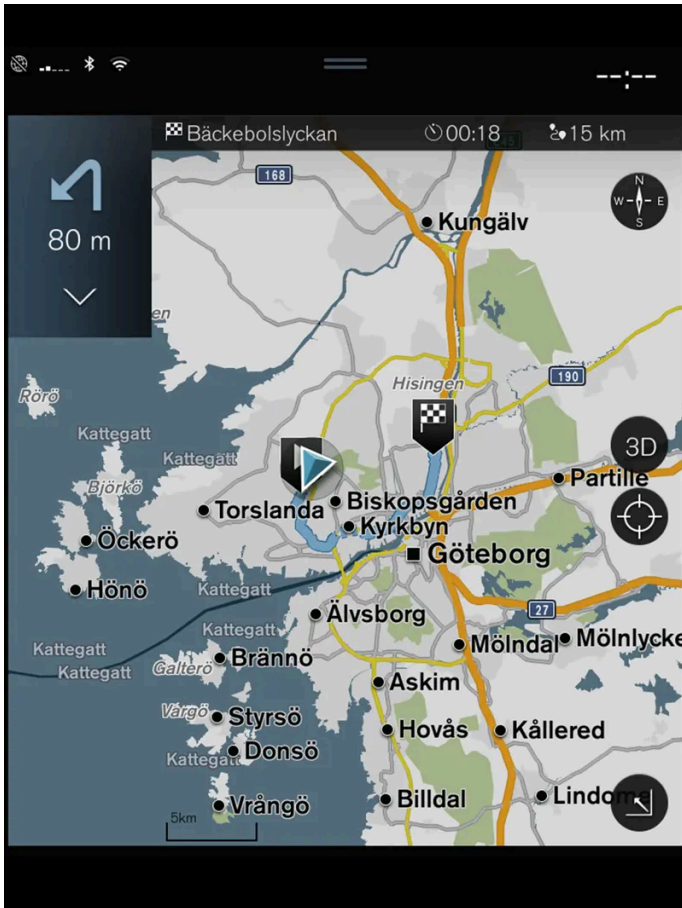 --:--
Bäckebolslyckan
00:18
15 km
80 m
168
Kungälv
N
W
E
S
190
Rörö
Hisingen
Kattegatt
Kattegatt
3D
Björkö
Partille
Torslanda
Biskopsgården
Kyrkbyn
Öckerö
Göteborg
Hönö
Kattegatt
27
Älvsborg
Kattegatt
Kattegatt
Mölndal
Mölnlycke
Galterö
Brännö
Kattegatt
Askim
Vargö
Styrsö
Hovås
Kållered
Donsö
Kattegatt
Vrångö
Billdal
5km